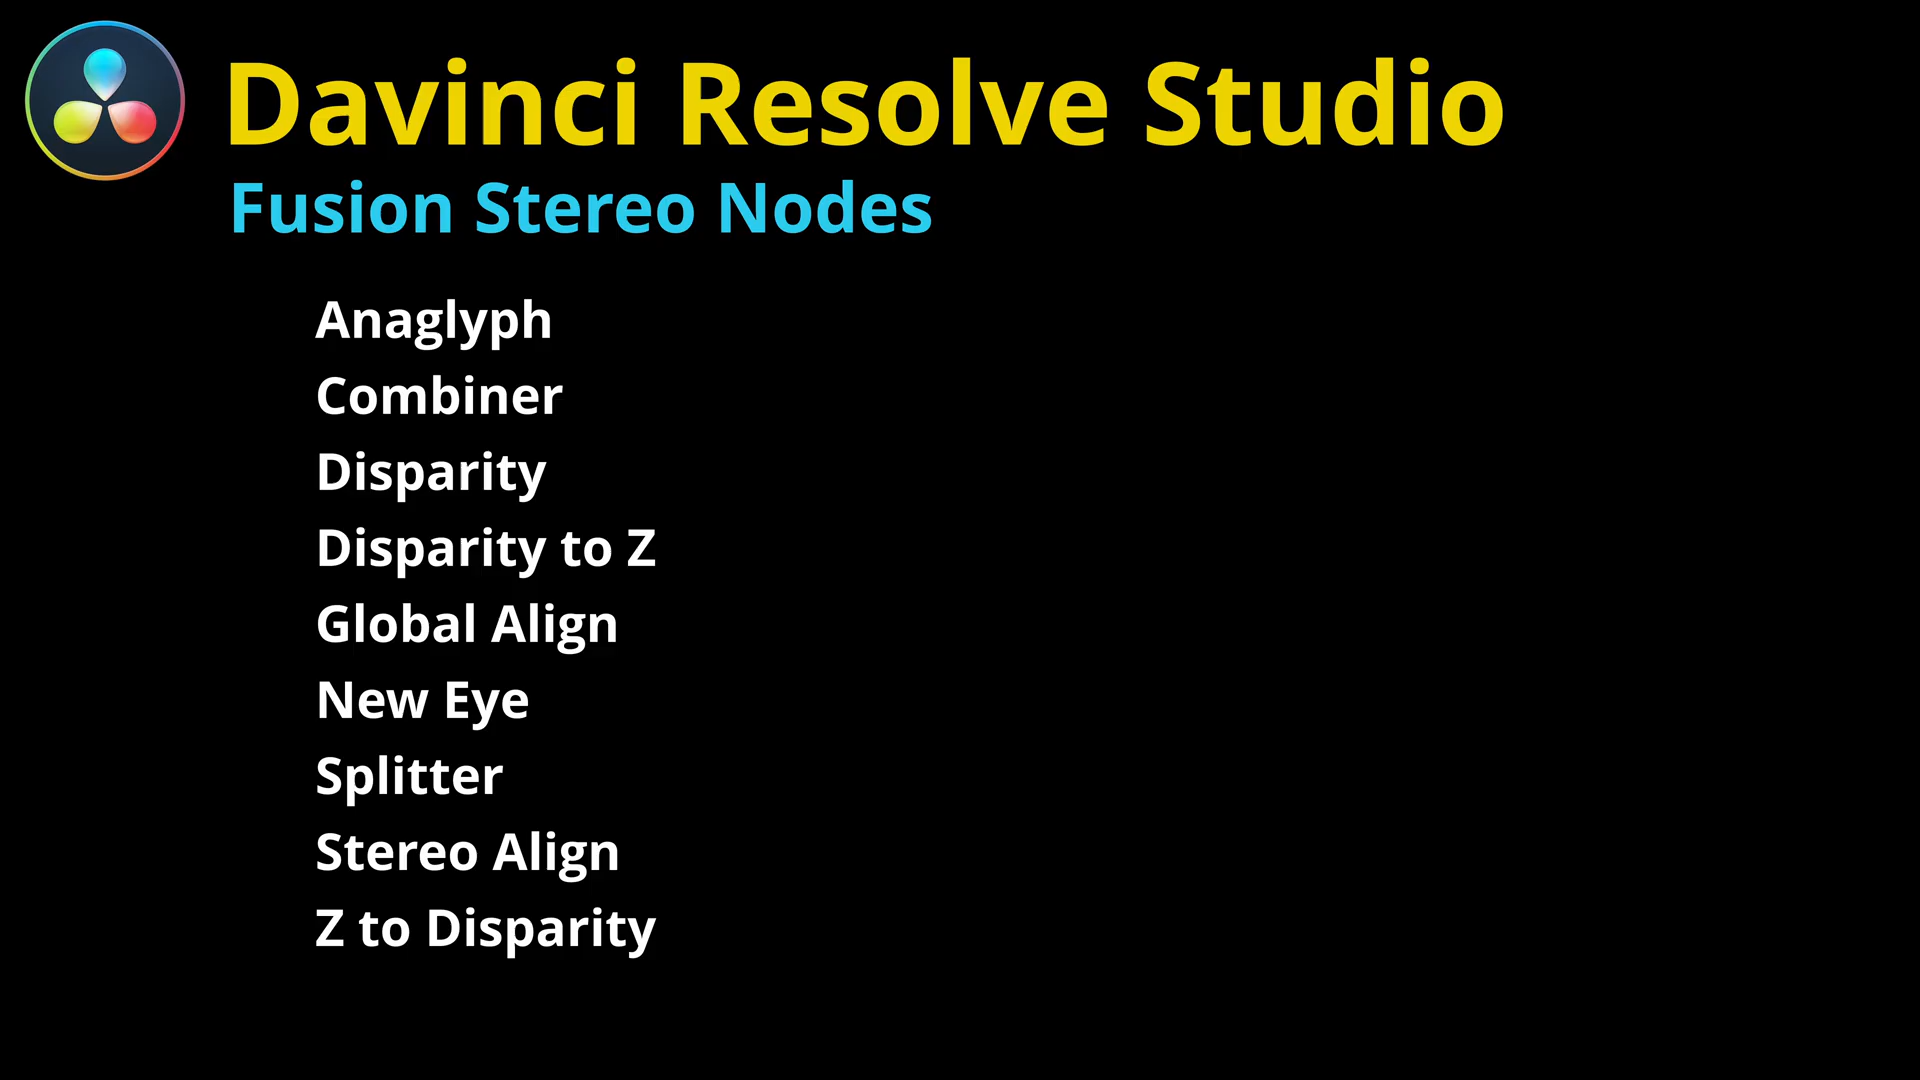 Davinci Resolve Studio
Fusion Stereo Nodes
Anaglyph
Combiner
Disparity
Disparity to Z
Global Align
New Eye
Splitter
Stereo Align
Z to Disparity